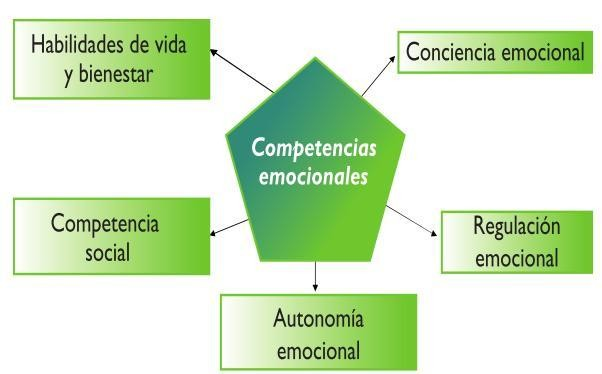 Habilidades de vida
y bienestar
Conciencia emocional
Competencias
emocionales
Competencia
social
Regulación
emocional
Autonomía
emocional